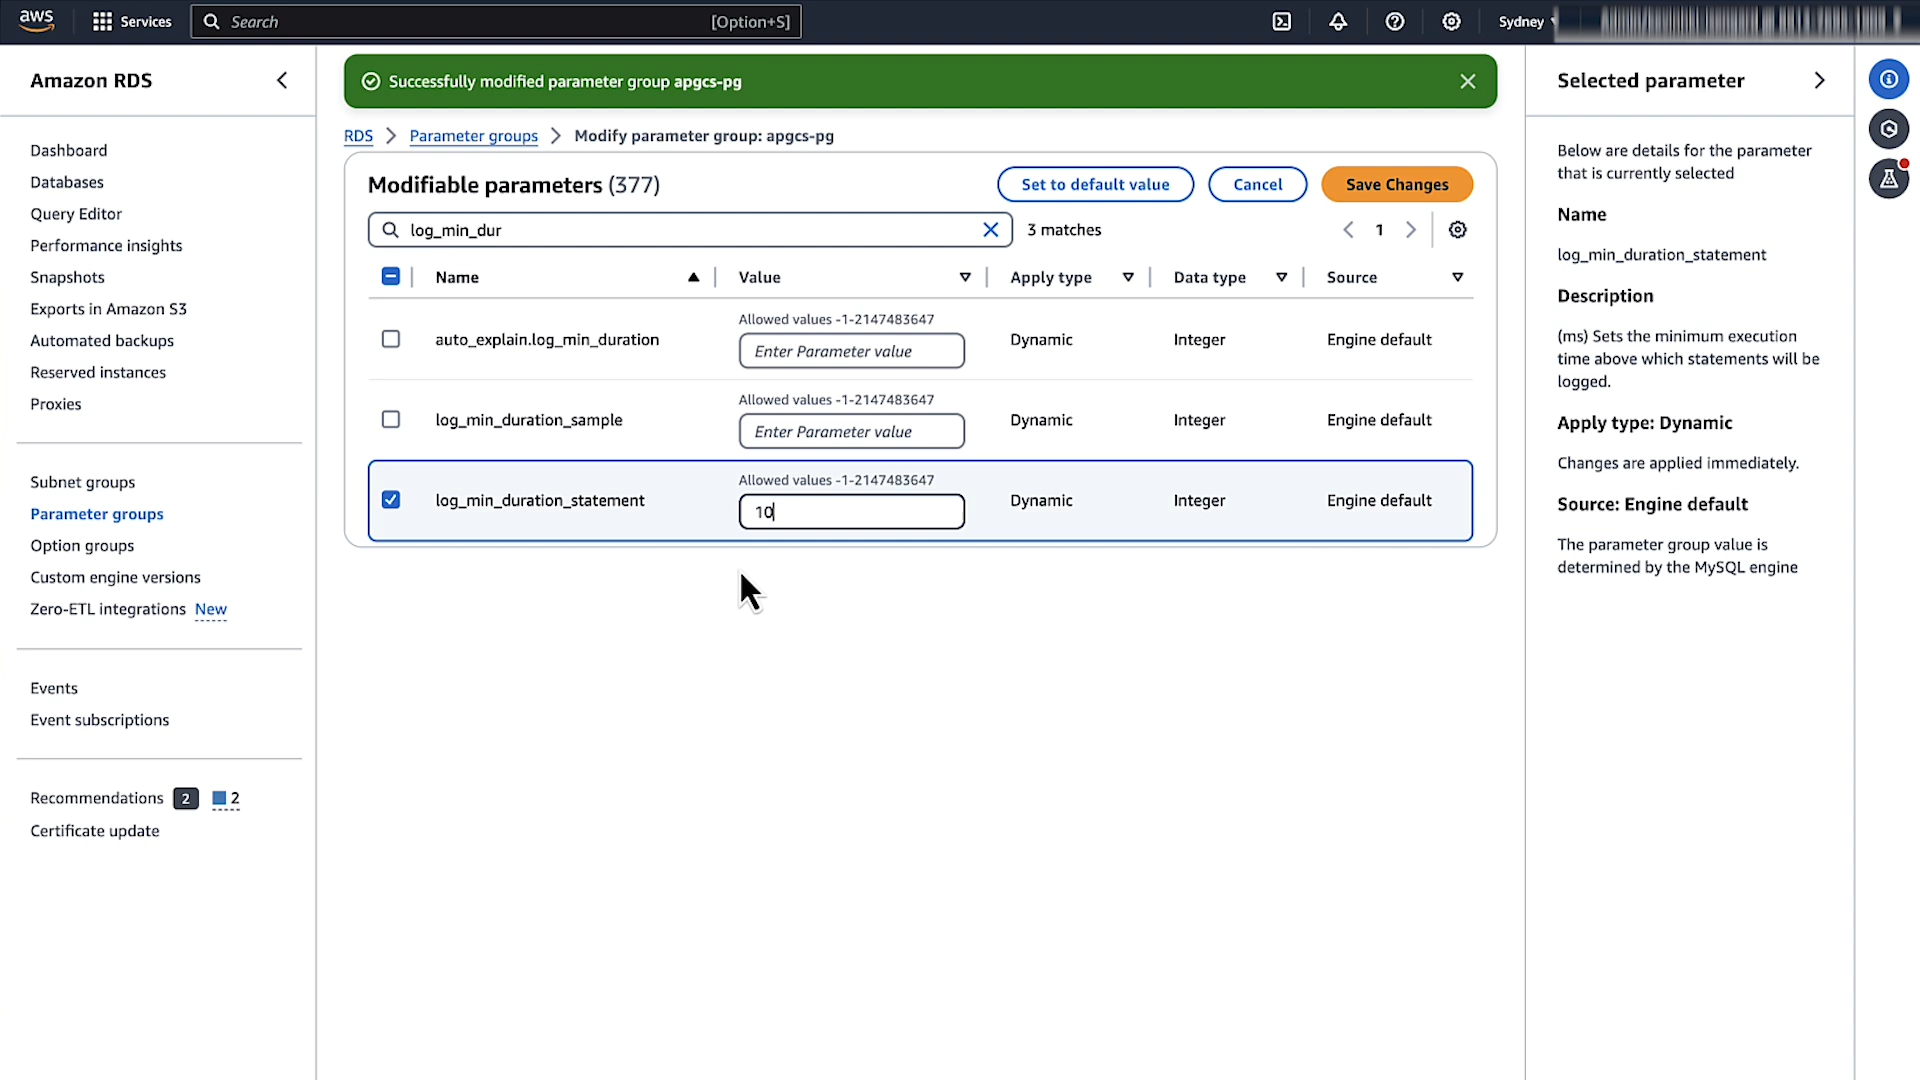 aws
Services
Search
[Option+S]
Sydney
Amazon RDS
Dashboard
Databases
Query Editor
Performance insights
Snapshots
Exports in Amazon S3
Automated backups
Reserved instances
Proxies
Subnet groups
Parameter groups
Option groups
Custom engine versions
Zero-ETL integrations New
Events
Event subscriptions
Recommendations 2 2
Certificate update
Successfully modified parameter group apgcs-pg
RDS > Parameter groups > Modify parameter group: apgcs-pg
Modifiable parameters (377)
Set to default value
Cancel
Save Changes
log_min_dur
3 matches
1
Name Value Apply type Data type Source
Allowed values -1-2147483647
auto_explain.log_min_duration Enter Parameter value Dynamic Integer Engine default
Allowed values -1-2147483647
log_min_duration_sample Enter Parameter value Dynamic Integer Engine default
Allowed values -1-2147483647
log_min_duration_statement 10 Dynamic Integer Engine default
Selected parameter
Below are details for the parameter
that is currently selected
Name
log_min_duration_statement
Description
(ms) Sets the minimum execution
time above which statements will be
logged.
Apply type: Dynamic
Changes are applied immediately.
Source: Engine default
The parameter group value is
determined by the MySQL engine